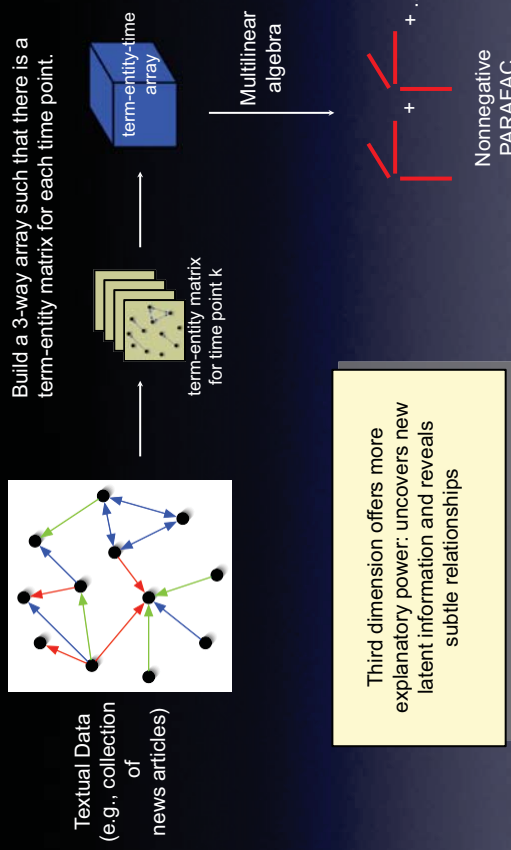 Build a 3-way array such that there is a
term-entity matrix for each time point.
Textual Data
(e.g., collection
of
news articles)
term-entity matrix
for time point k
term-entity-time
array
Multilinear
algebra
+
+ .
Nonnegative
PARAFAC
Third dimension offers more
explanatory power: uncovers new
latent information and reveals
subtle relationships